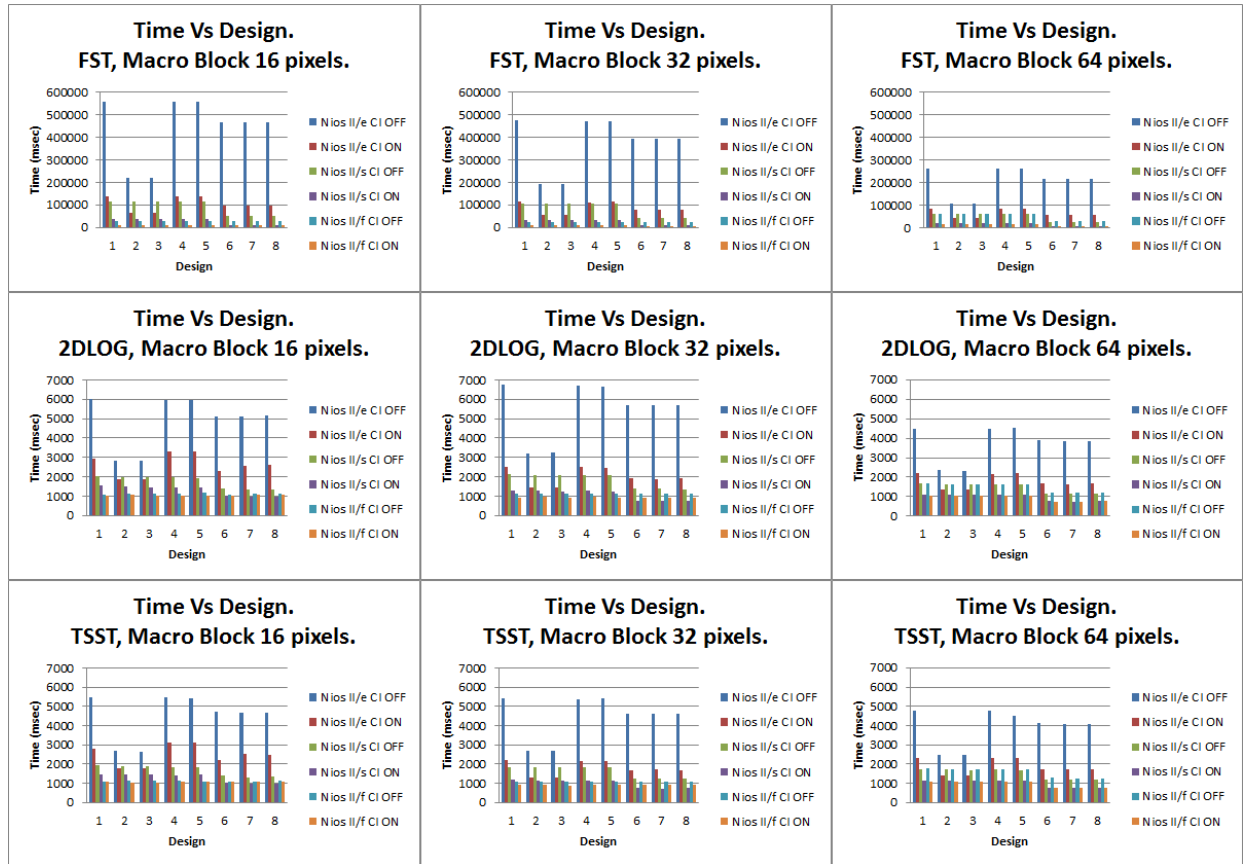 Time Vs Design.
FST, Macro Block 16 pixels.
Time (msec)
600000
500000
400000
300000
200000
100000
0
1 2 3 4 5 6 7 8
Design
Nios II/e CI OFF
Nios II/e CI ON
Nios II/s CI OFF
Nios II/s CI ON
Nios II/f CI OFF
Nios II/f CI ON
Time Vs Design.
FST, Macro Block 32 pixels.
Time (msec)
600000
500000
400000
300000
200000
100000
0
1 2 3 4 5 6 7 8
Design
Nios II/e CI OFF
Nios II/e CI ON
Nios II/s CI OFF
Nios II/s CI ON
Nios II/f CI OFF
Nios II/f CI ON
Time Vs Design.
FST, Macro Block 64 pixels.
Time (msec)
600000
500000
400000
300000
200000
100000
0
1 2 3 4 5 6 7 8
Design
Nios II/e CI OFF
Nios II/e CI ON
Nios II/s CI OFF
Nios II/s CI ON
Nios II/f CI OFF
Nios II/f CI ON
Time Vs Design.
2DLOG, Macro Block 16 pixels.
Time (msec)
7000
6000
5000
4000
3000
2000
1000
0
1 2 3 4 5 6 7 8
Design
Nios II/e CI OFF
Nios II/e CI ON
Nios II/s CI OFF
Nios II/s CI ON
Nios II/f CI OFF
Nios II/f CI ON
Time Vs Design.
2DLOG, Macro Block 32 pixels.
Time (msec)
7000
6000
5000
4000
3000
2000
1000
0
1 2 3 4 5 6 7 8
Design
Nios II/e CI OFF
Nios II/e CI ON
Nios II/s CI OFF
Nios II/s CI ON
Nios II/f CI OFF
Nios II/f CI ON
Time Vs Design.
2DLOG, Macro Block 64 pixels.
Time (msec)
7000
6000
5000
4000
3000
2000
1000
0
1 2 3 4 5 6 7 8
Design
Nios II/e CI OFF
Nios II/e CI ON
Nios II/s CI OFF
Nios II/s CI ON
Nios II/f CI OFF
Nios II/f CI ON
Time Vs Design.
TSST, Macro Block 16 pixels.
Time (msec)
7000
6000
5000
4000
3000
2000
1000
0
1 2 3 4 5 6 7 8
Design
Nios II/e CI OFF
Nios II/e CI ON
Nios II/s CI OFF
Nios II/s CI ON
Nios II/f CI OFF
Nios II/f CI ON
Time Vs Design.
TSST, Macro Block 32 pixels.
Time (msec)
7000
6000
5000
4000
3000
2000
1000
0
1 2 3 4 5 6 7 8
Design
Nios II/e CI OFF
Nios II/e CI ON
Nios II/s CI OFF
Nios II/s CI ON
Nios II/f CI OFF
Nios II/f CI ON
Time Vs Design.
TSST, Macro Block 64 pixels.
Time (msec)
7000
6000
5000
4000
3000
2000
1000
0
1 2 3 4 5 6 7 8
Design
Nios II/e CI OFF
Nios II/e CI ON
Nios II/s CI OFF
Nios II/s CI ON
Nios II/f CI OFF
Nios II/f CI ON